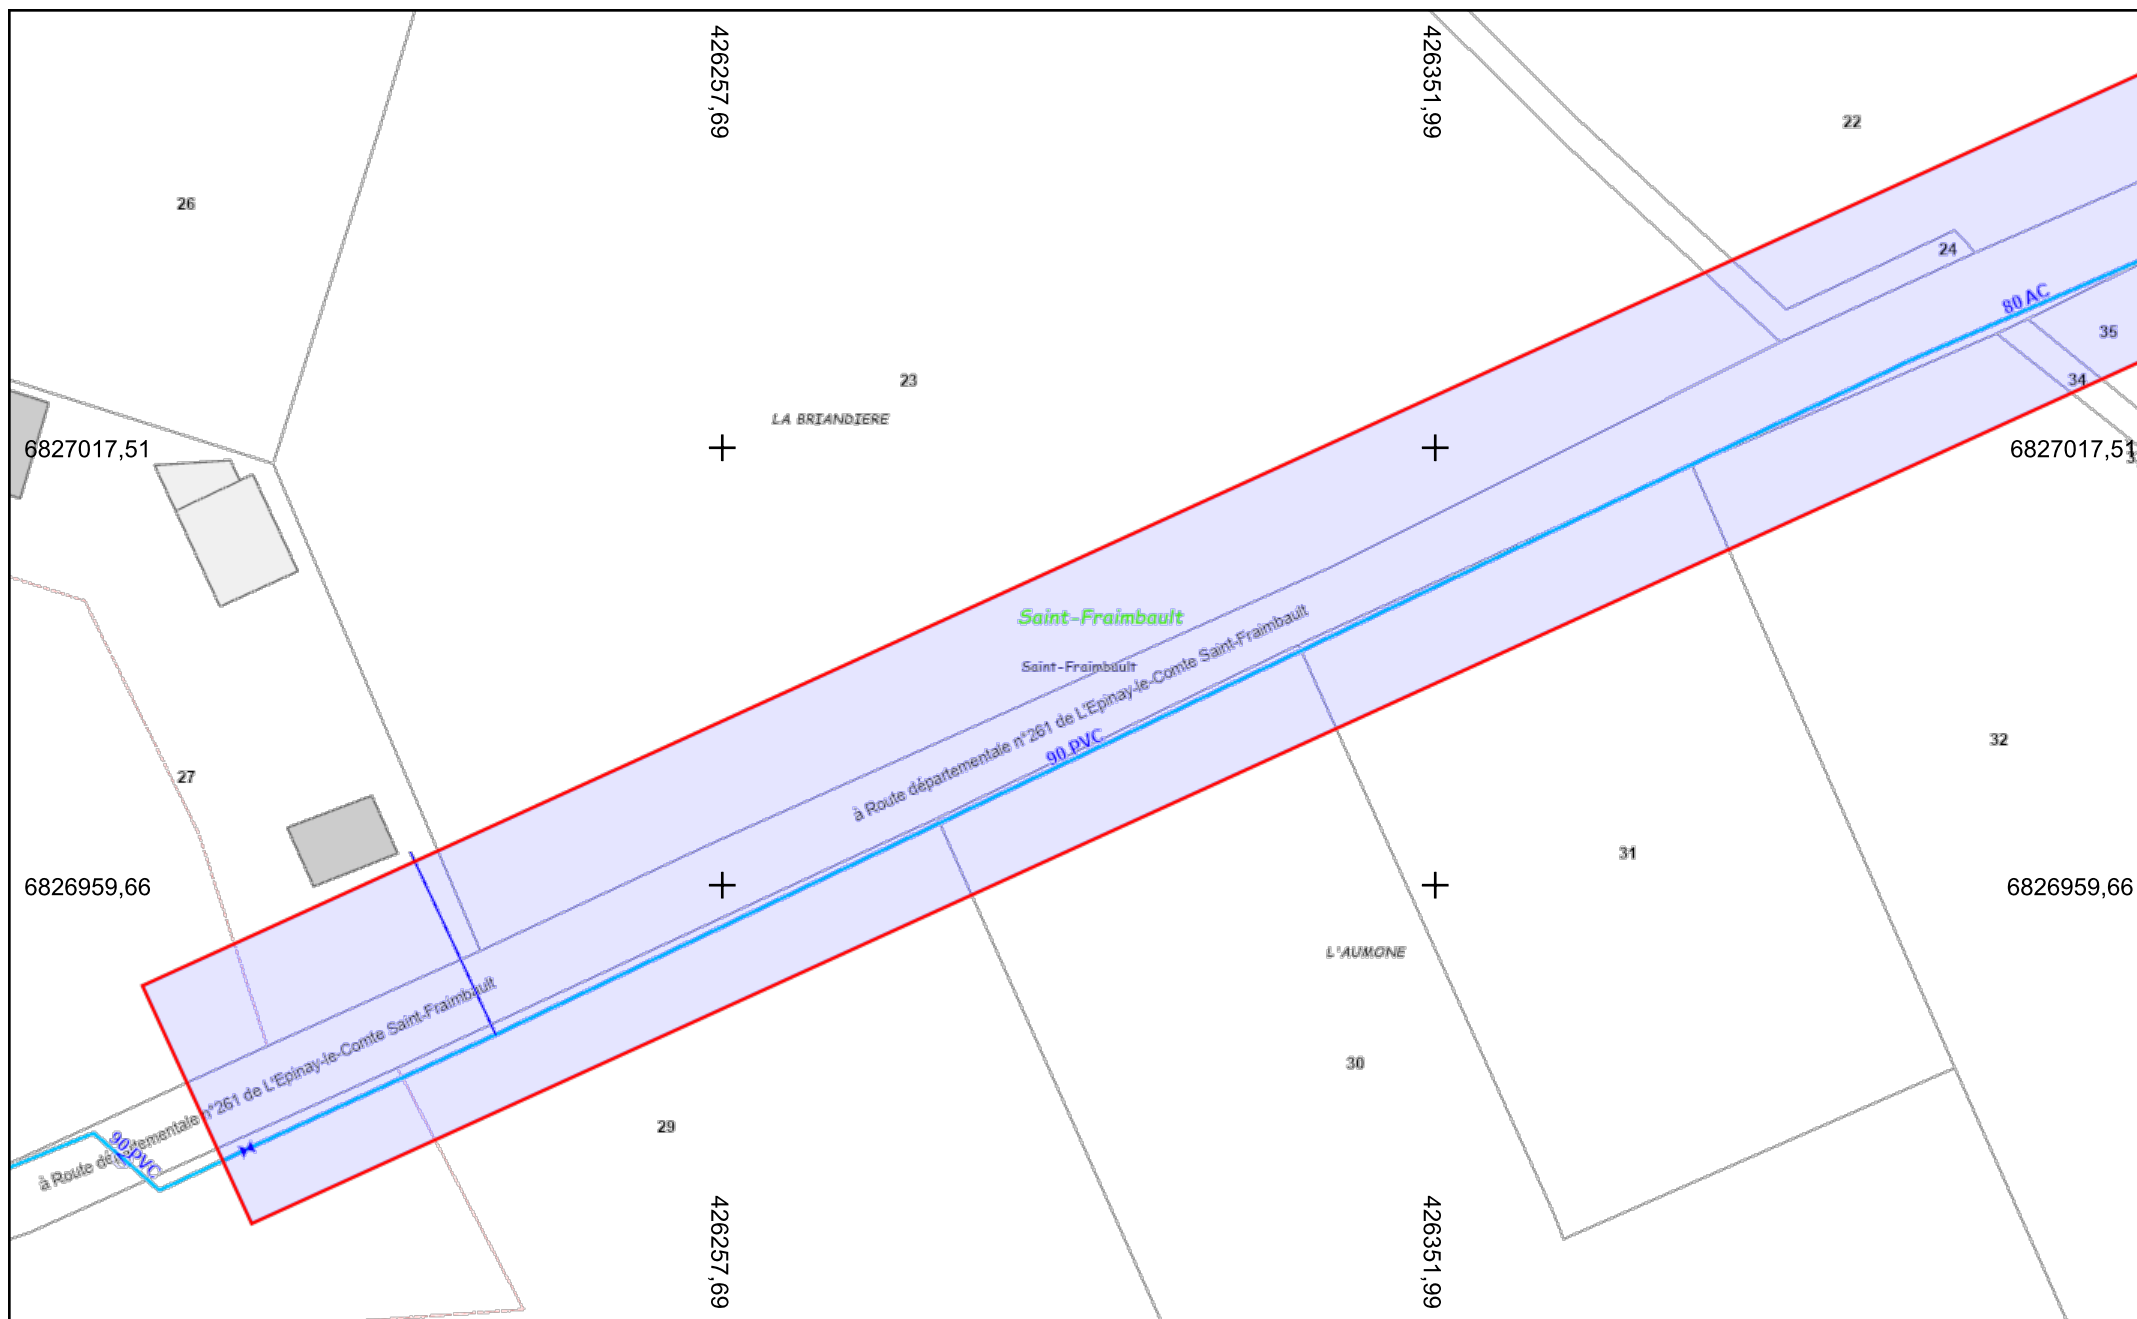 426257,69
426351,99
22
26
24
80 AC
35
23
34
LA BRIANDIERE
6827017,51
6827017,51
Saint-Fraimbault
Saint-Fraimbault
à Route départementale n°261 de L'Epinay-le-Comte Saint-Fraimbault
90 PVC
32
27
31
6826959,66
6826959,66
L'AUMONE
à Route départementale n°261 de L'Epinay-le-Comte Saint-Fraimbault
90 PVC
30
29
426257,69
426351,99